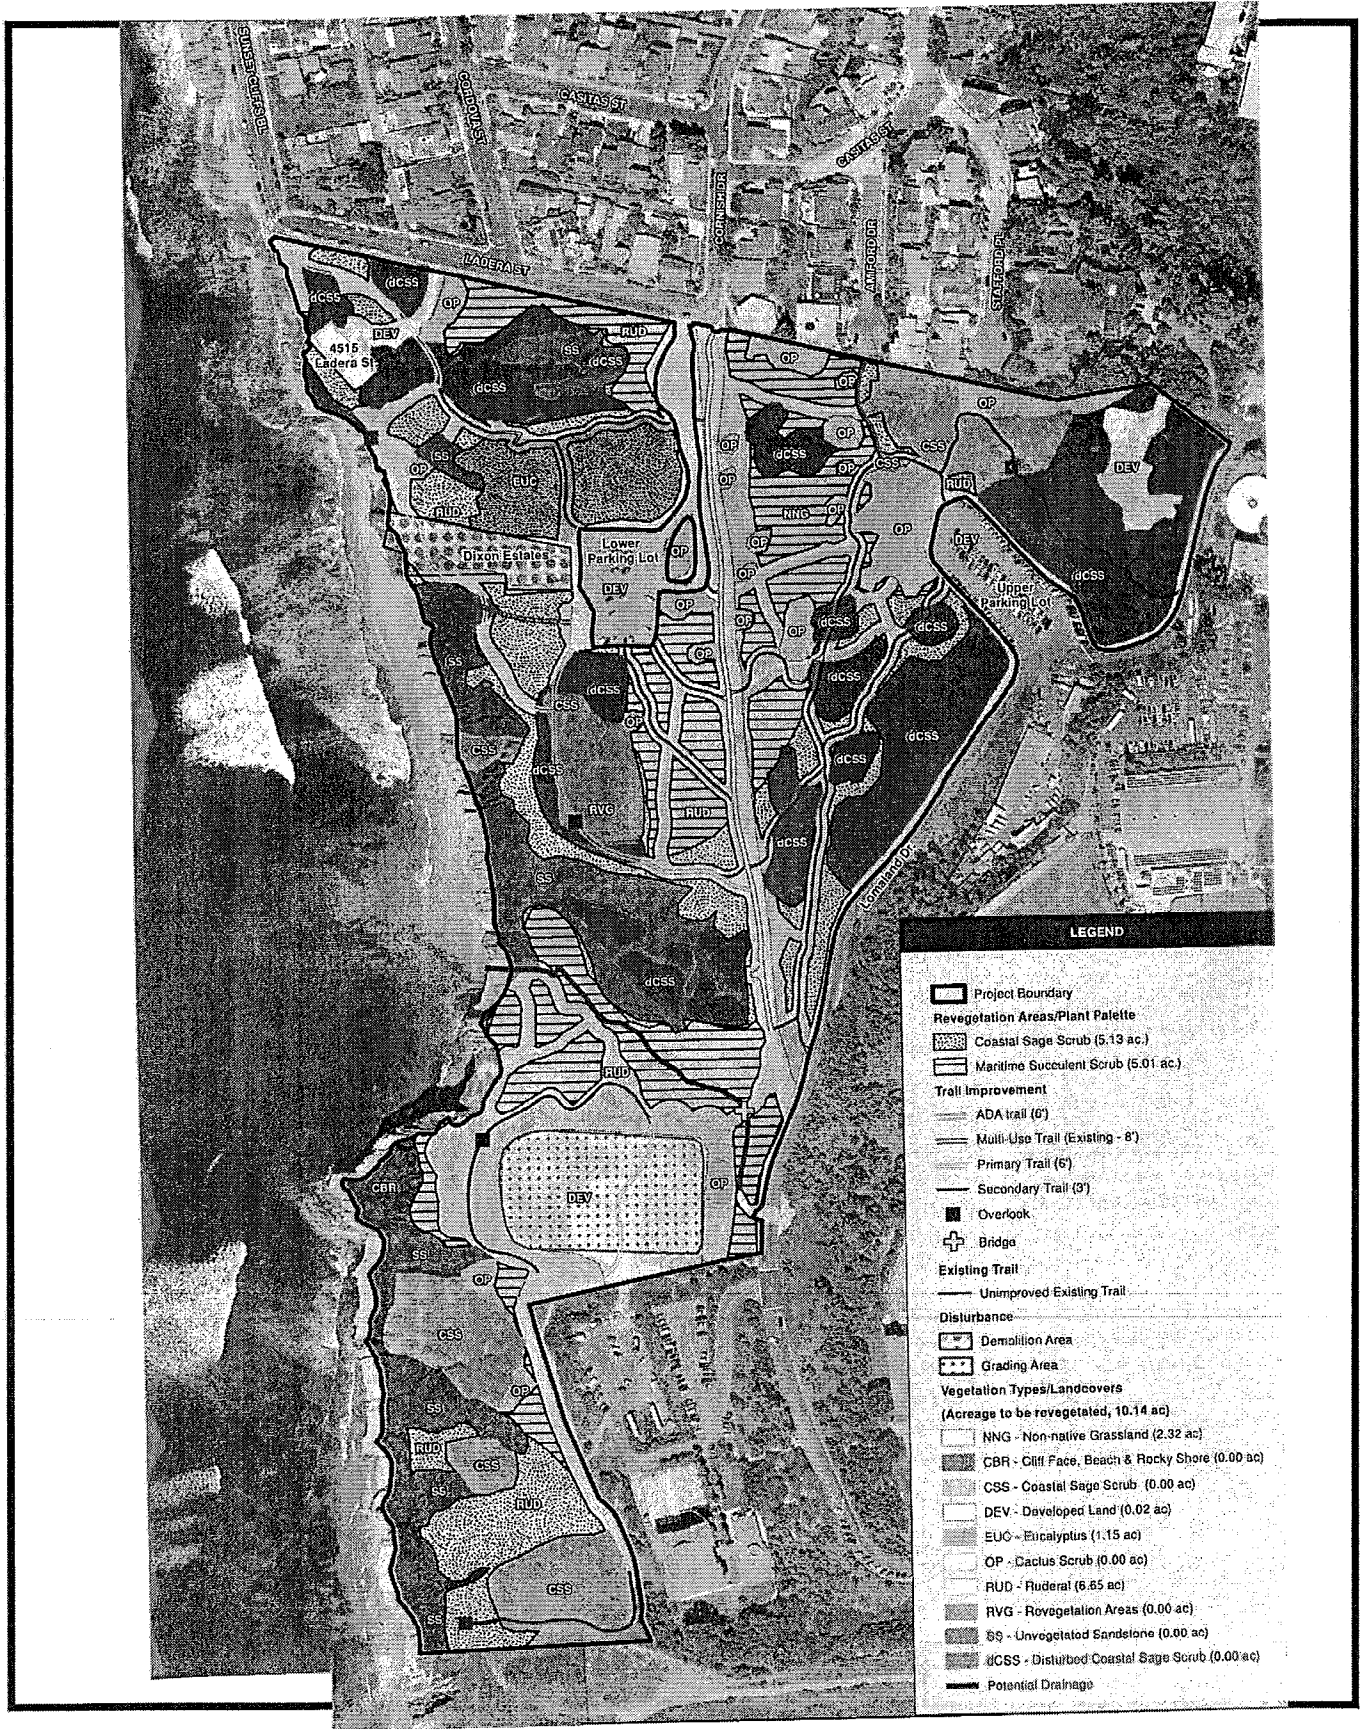 SUNSET CLIFFS BL
CORDOVA ST
CASITAS ST
CASITAS ST
CORNISH DR
AMIFORD DR
STAFFORD PL
LADERA ST
dCSS
dCSS
OP
DEV
4515
Ladera St
RUD
SS
dCSS
dCSS
OP
OP
OP
CSS
OP
OP
dCSS
OP
CSS
DEV
SS
OP
EUC
OP
OP
RUD
RUD
NNG
OP
OP
DEV
Dixon Estates
Lower
Parking Lot
OP
OP
DEV
OP
dCSS
Upper
Parking Lot
OP
OP
OP
dCSS
dCSS
SS
OP
dCSS
dCSS
CSS
OP
dCSS
CSS
dCSS
dCSS
RVG
RUD
dCSS
SS
Lomaland Dr
dCSS
RUD
CBR
DEV
OP
SS
OP
CSS
OP
SS
RUD
CSS
SS
RUD
CSS
SS
LEGEND
Project Boundary
Revegetation Areas/Plant Palette
Coastal Sage Scrub (5.13 ac.)
Maritime Succulent Scrub (5.01 ac.)
Trail Improvement
ADA trail (6')
Multi-Use Trail (Existing - 8')
Primary Trail (6')
Secondary Trail (3')
Overlook
Bridge
Existing Trail
Unimproved Existing Trail
Disturbance
Demolition Area
Grading Area
Vegetation Types/Landcovers
(Acreage to be revegetated, 10.14 ac)
NNG - Non-native Grassland (2.32 ac)
CBR - Cliff Face, Beach & Rocky Shore (0.00 ac)
CSS - Coastal Sage Scrub (0.00 ac)
DEV - Developed Land (0.02 ac)
EUC - Eucalyptus (1.15 ac)
OP - Cactus Scrub (0.00 ac)
RUD - Ruderal (6.65 ac)
RVG - Revegetation Areas (0.00 ac)
SS - Unvegetated Sandstone (0.00 ac)
dCSS - Disturbed Coastal Sage Scrub (0.00 ac)
Potential Drainage